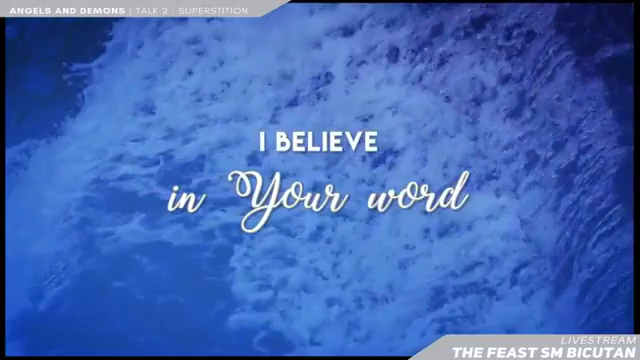 ANGELS AND DEMONS | TALK 2 : SUPERSTITION
I BELIEVE
in Your word
LIVESTREAM
THE FEAST SM BICUTAN